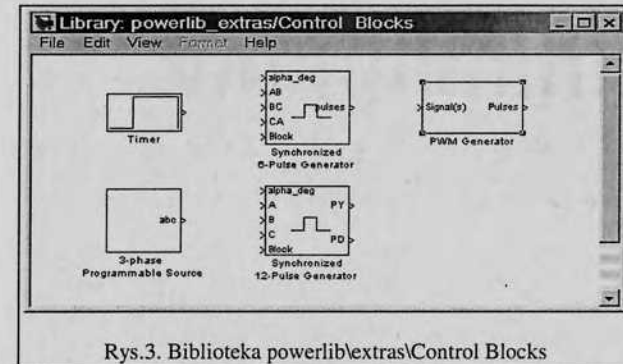 Library: powerlib_extras/Control Blocks
File Edit View Format Help
Timer
alpha_deg
AB
BC
CA
Block
pulses
Synchronized
6-Pulse Generator
Signal(s) Pulses
PWM Generator
abc
3-phase
Programmable Source
alpha_deg
A
B
C
Block
PY
PD
Synchronized
12-Pulse Generator
Rys.3. Biblioteka powerlib\extras\Control Blocks